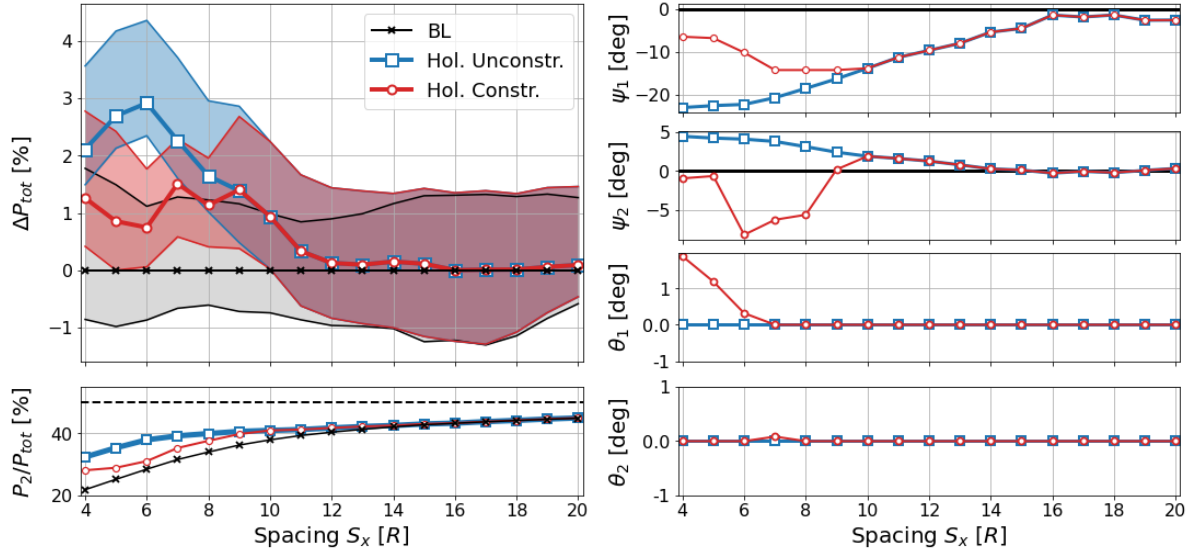 ΔP_tot [%]
4
3
2
1
0
−1
BL
Hol. Unconstr.
Hol. Constr.
P_2/P_tot [%]
40
20
4 6 8 10 12 14 16 18 20
Spacing S_x [R]
ψ_1 [deg]
0
−10
−20
ψ_2 [deg]
5
0
−5
θ_1 [deg]
1
0.0
-1
θ_2 [deg]
1
0.0
-1
4 6 8 10 12 14 16 18 20
Spacing S_x [R]